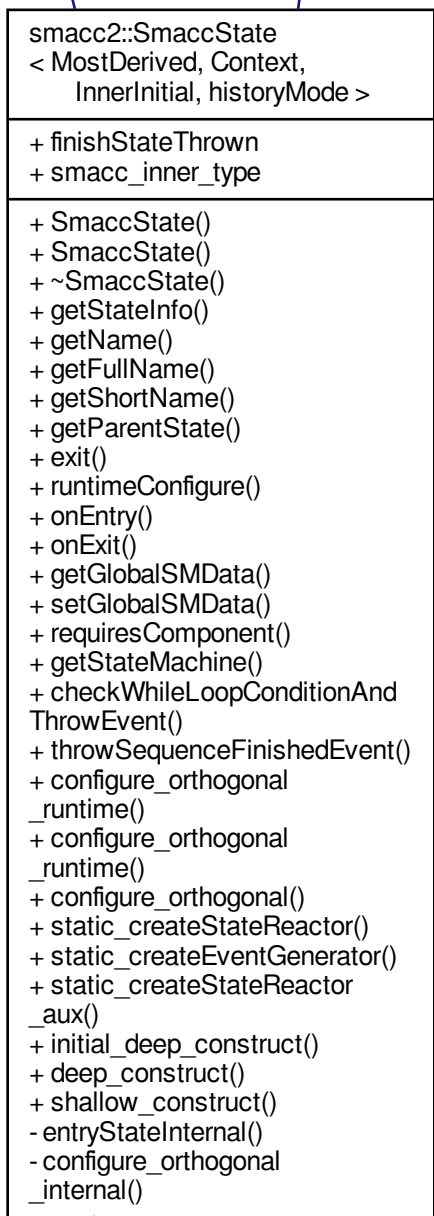 smacc2::SmaccState
< MostDerived, Context,
InnerInitial, historyMode >
+ finishStateThrown
+ smacc_inner_type
+ SmaccState()
+ SmaccState()
+ ~SmaccState()
+ getStateInfo()
+ getName()
+ getFullName()
+ getShortName()
+ getParentState()
+ exit()
+ runtimeConfigure()
+ onEntry()
+ onExit()
+ getGlobalSMData()
+ setGlobalSMData()
+ requiresComponent()
+ getStateMachine()
+ checkWhileLoopConditionAnd
ThrowEvent()
+ throwSequenceFinishedEvent()
+ configure_orthogonal
_runtime()
+ configure_orthogonal
_runtime()
+ configure_orthogonal()
+ static_createStateReactor()
+ static_createEventGenerator()
+ static_createStateReactor
_aux()
+ initial_deep_construct()
+ deep_construct()
+ shallow_construct()
- entryStateInternal()
- configure_orthogonal
_internal()